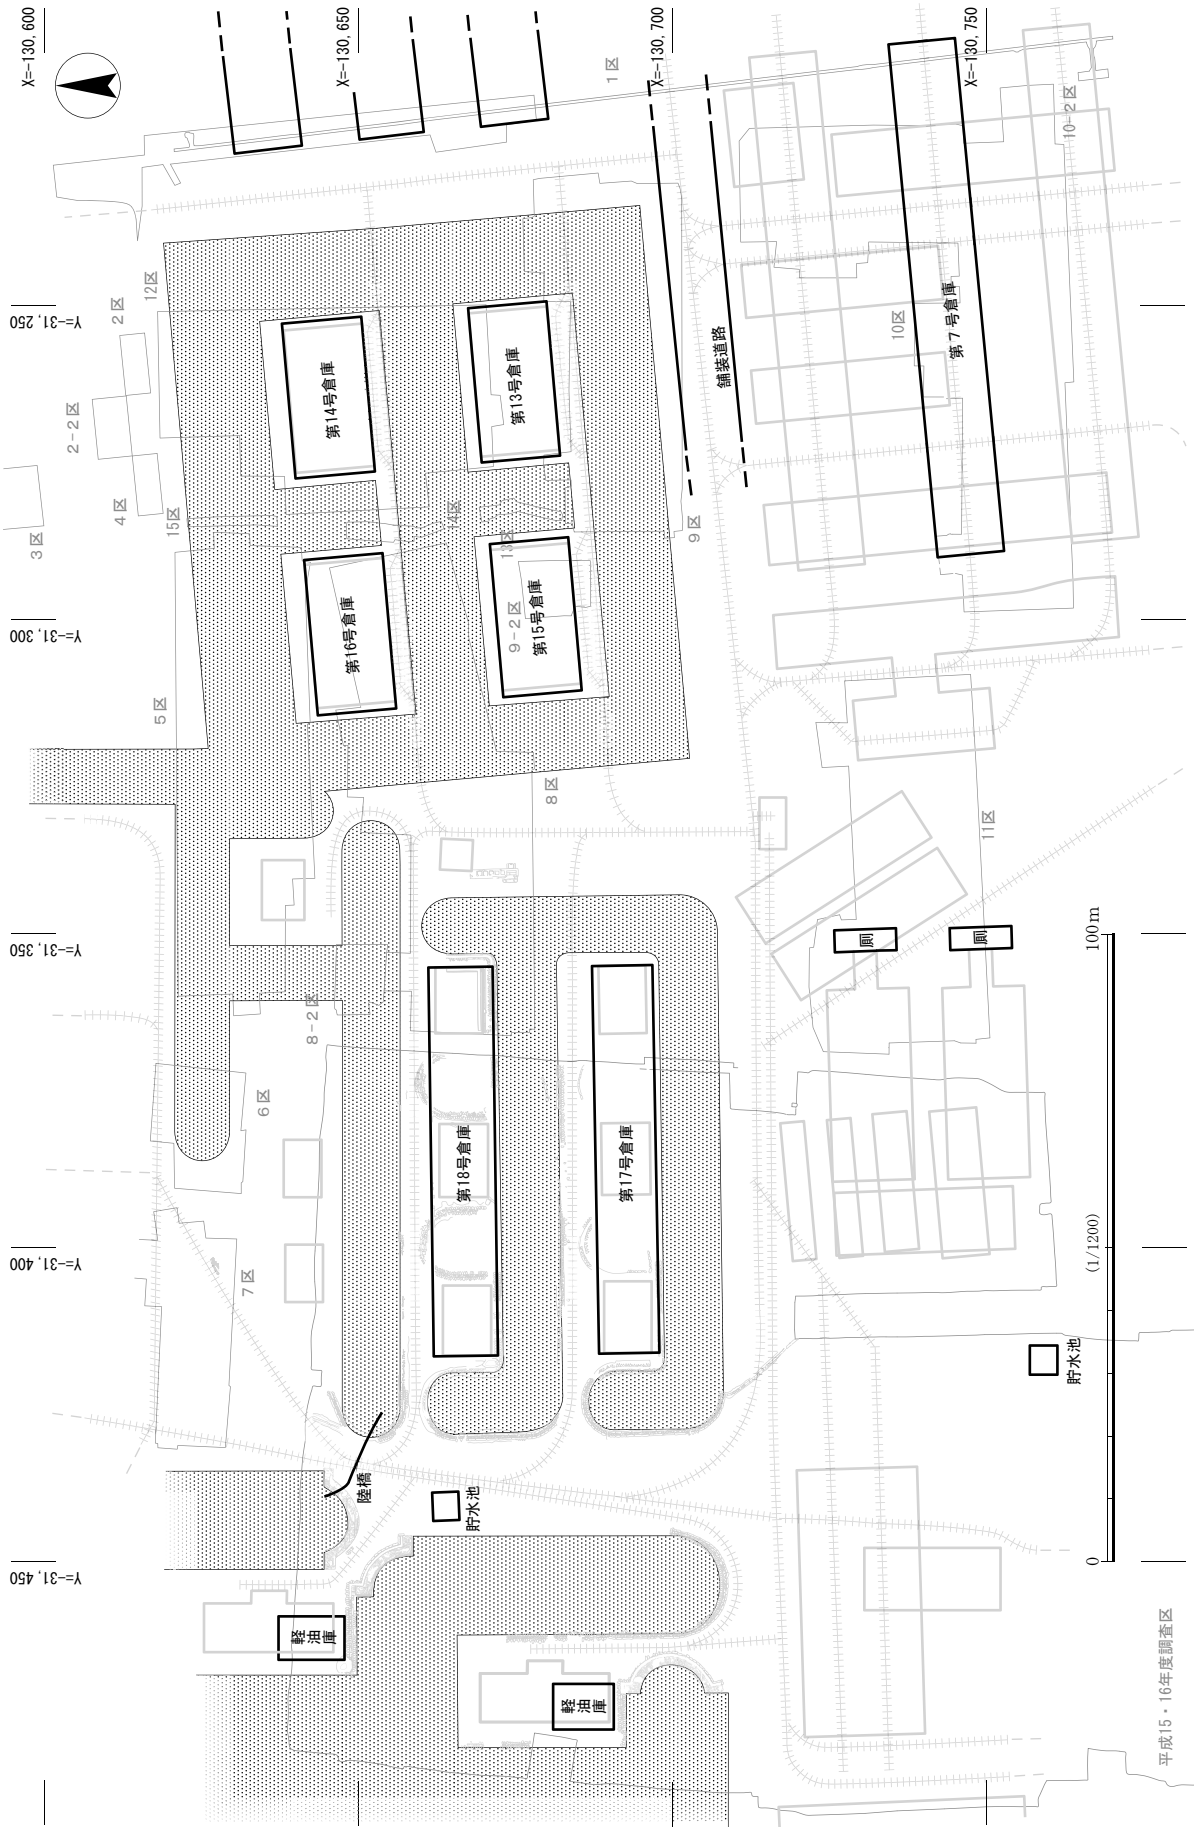 X=-130,600
X=-130,650
X=-130,700
X=-130,750
Y=-31,250
Y=-31,300
Y=-31,350
Y=-31,400
Y=-31,450
1区
2区
12区
2-2区
4区
15区
3区
5区
14区
13区
9区
9-2区
10区
10-2区
8区
11区
8-2区
6区
7区
第14号倉庫
第13号倉庫
第16号倉庫
第15号倉庫
第7号倉庫
舗装道路
第18号倉庫
第17号倉庫
厠
厠
陸橋
貯水池
貯水池
軽油庫
軽油庫
0
(1/1200)
100m
平成15・16年度調査区